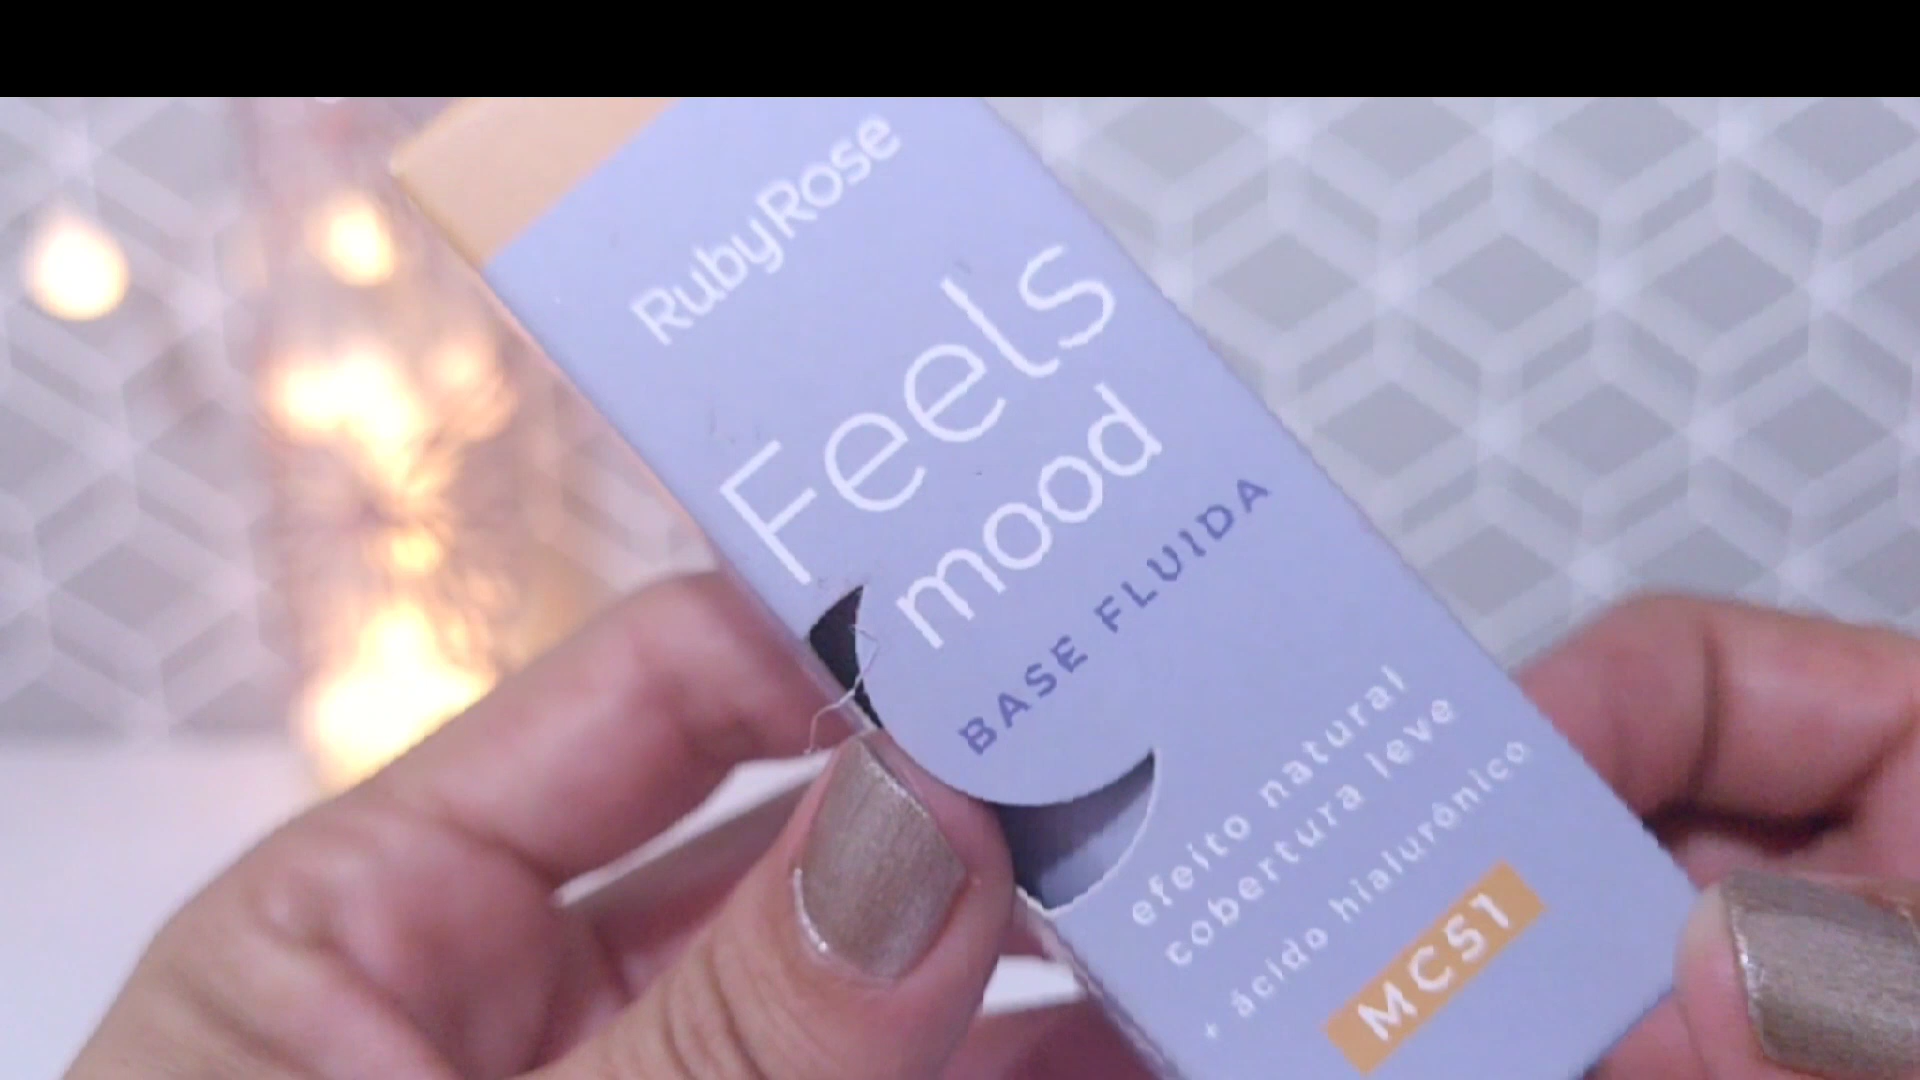 RubyRose
Feels
mood
BASE FLUIDA
efeito natural
cobertura leve
+ ácido hialurônico
MC51